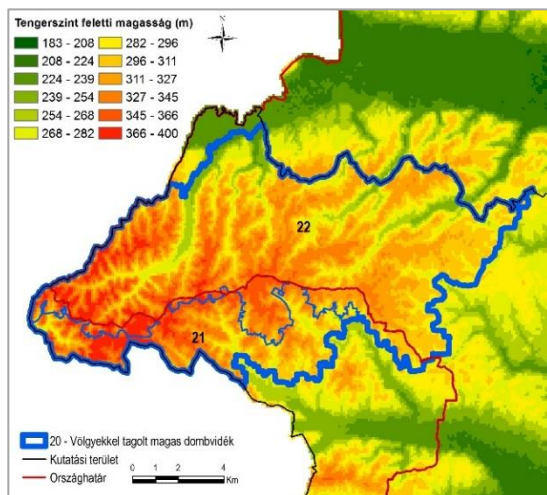 Tengerszint feletti magasság (m)
183 - 208 282 - 296
208 - 224 296 - 311
224 - 239 311 - 327
239 - 254 327 - 345
254 - 268 345 - 366
268 - 282 366 - 400
22
21
20 - Völgyekkel tagolt magas dombvidék
Kutatási terület
Országhatár
0 1 2 4
Km